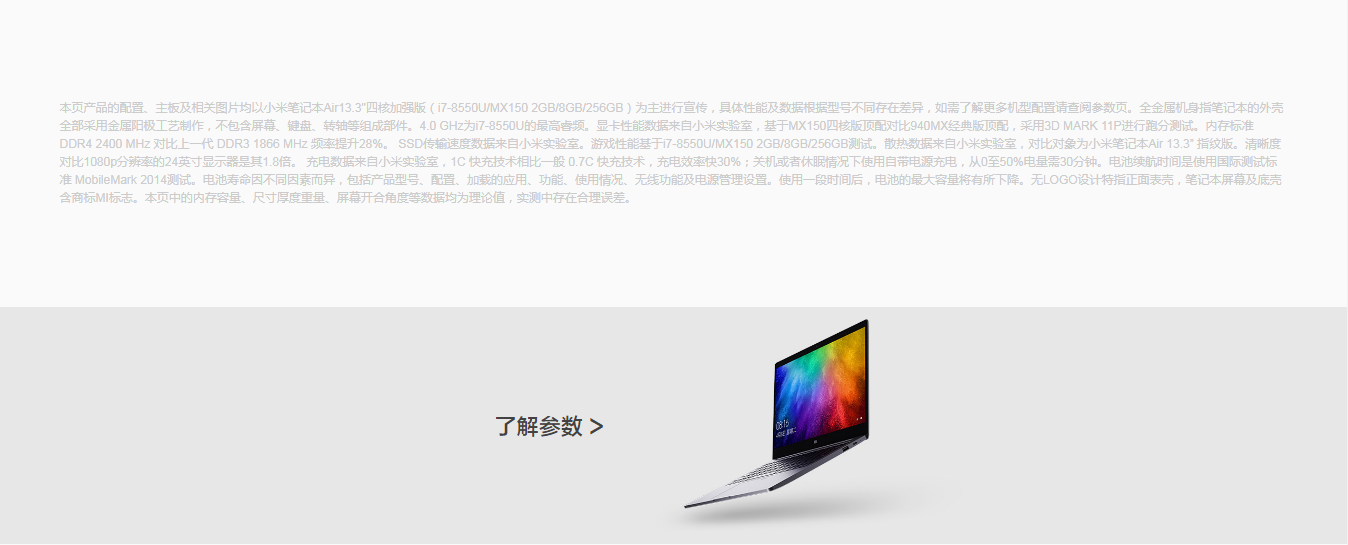 本页产品的配置、主板及相关图片均以小米笔记本Air13.3"四核加强版（i7-8550U/MX150 2GB/8GB/256GB）为主进行宣传，具体性能及数据根据型号不同存在差异，如需了解更多机型配置请查阅参数页。全金属机身指笔记本的外壳
全部采用金属阳极工艺制作，不包含屏幕、键盘、转轴等组成部件。4.0 GHz为i7-8550U的最高睿频。显卡性能数据来自小米实验室，基于MX150四核版顶配对比940MX经典版顶配，采用3D MARK 11P进行跑分测试。内存标准
DDR4 2400 MHz 对比上一代 DDR3 1866 MHz 频率提升28%。 SSD传输速度数据来自小米实验室。游戏性能基于i7-8550U/MX150 2GB/8GB/256GB测试。散热数据来自小米实验室，对比对象为小米笔记本Air 13.3" 指纹版。清晰度
对比1080p分辨率的24英寸显示器是其1.8倍。 充电数据来自小米实验室，1C 快充技术相比一般 0.7C 快充技术，充电效率快30%；关机或者休眠情况下使用自带电源充电，从0至50%电量需30分钟。电池续航时间是使用国际测试标
准 MobileMark 2014测试。电池寿命因不同因素而异，包括产品型号、配置、加载的应用、功能、使用情况、无线功能及电源管理设置。使用一段时间后，电池的最大容量将有所下降。无LOGO设计特指正面表壳，笔记本屏幕及底壳
含商标MI标志。本页中的内存容量、尺寸厚度重量、屏幕开合角度等数据均为理论值，实测中存在合理误差。
了解参数 >
08:15